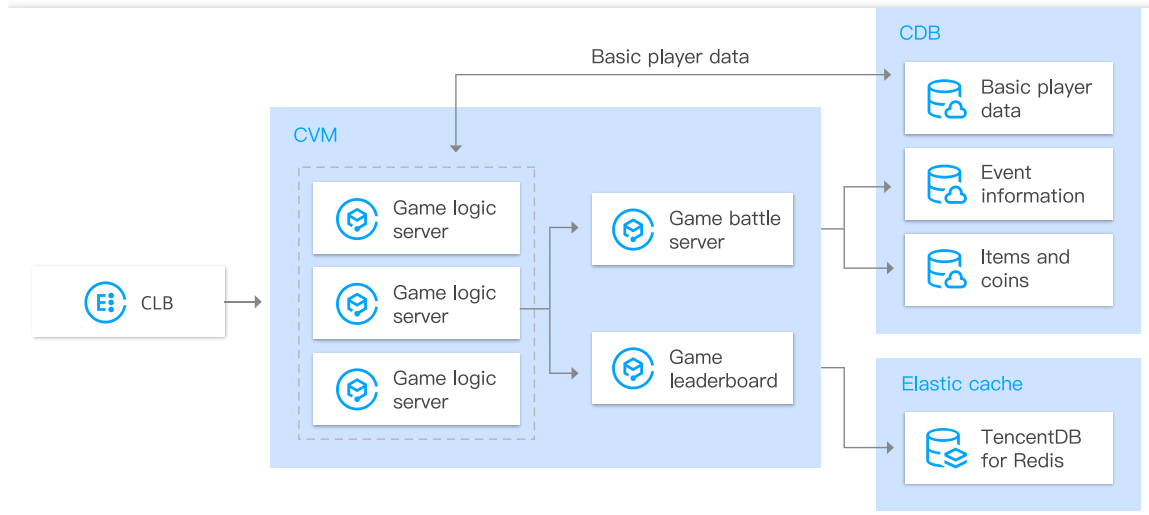 CDB
Basic player data
Basic player
data
CVM
Event
information
Game logic
server
Game battle
server
Items and
coins
CLB
Game logic
server
Game
leaderboard
Game logic
server
Elastic cache
TencentDB
for Redis